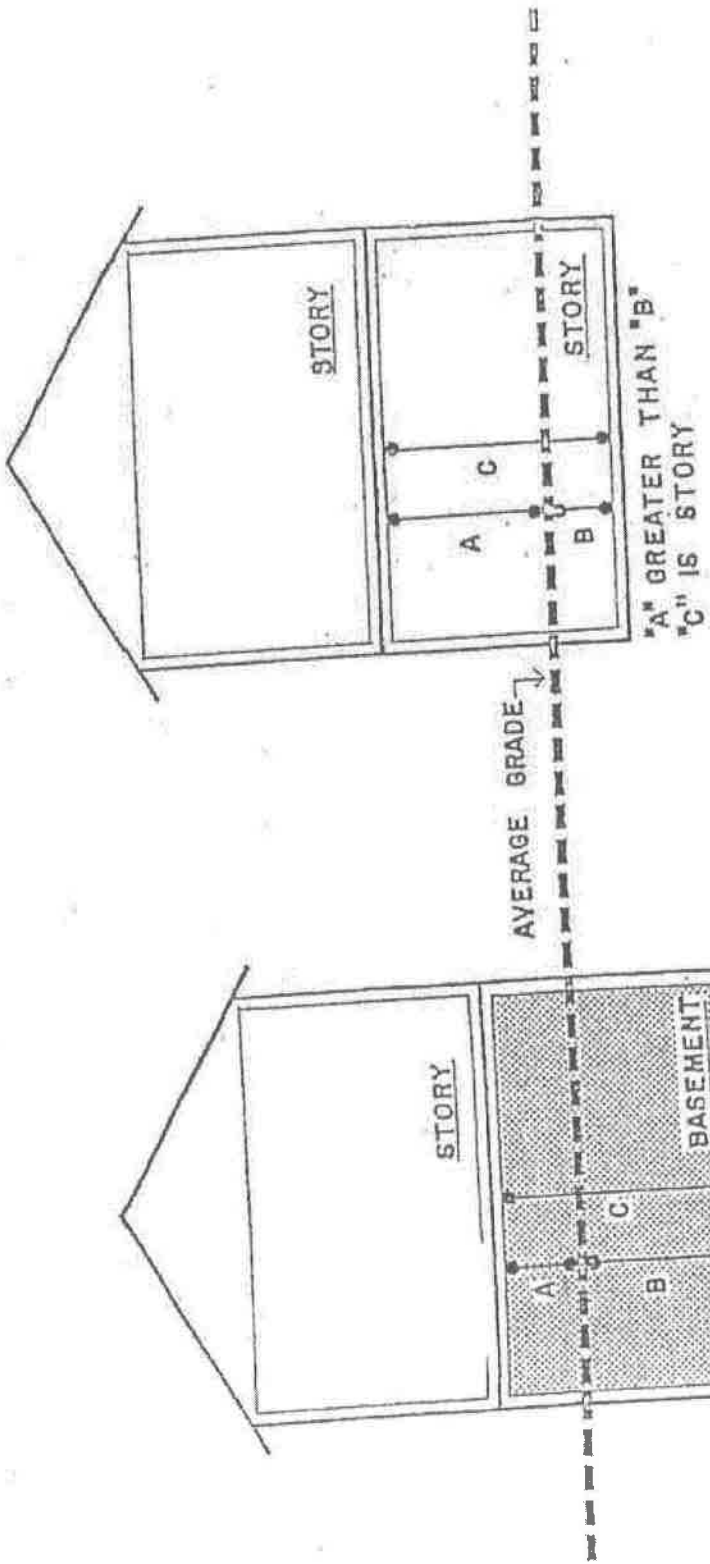 STORY
A
C
B
BASEMENT
AVERAGE GRADE
STORY
A
C
B
STORY
"A" GREATER THAN "B"
"C" IS STORY